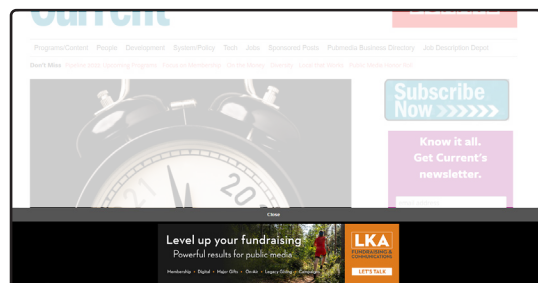 Current
Programs/Content People Development System/Policy Tech Jobs Sponsored Posts Pubmedia Business Directory Job Description Depot
Don't Miss
21
20
Subscribe
Now >>>>>>
Know it all.
Get Current's
newsletter.
Close
Level up your fundraising
Powerful results for public media
Membership • Digital • Major Gifts • On-Air • Legacy Giving • Campaigns
LKA
FUNDRAISING &
COMMUNICATIONS
LET'S TALK